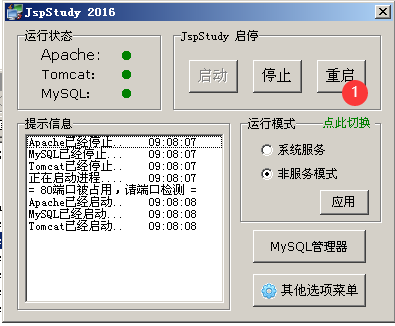 JspStudy 2016
运行状态
Apache:
Tomcat:
MySQL:
JspStudy 启停
启动
停止
重启
1
提示信息
Apache已经停止... 09:08:07
MySQL已经停止... 09:08:07
Tomcat已经停止... 09:08:07
正在启动进程.... 09:08:07
= 80端口被占用，请端口检测 =
Apache已经启动... 09:08:08
MySQL已经启动... 09:08:08
Tomcat已经启动... 09:08:08
运行模式
点此切换
系统服务
非服务模式
应用
MySQL管理器
其他选项菜单